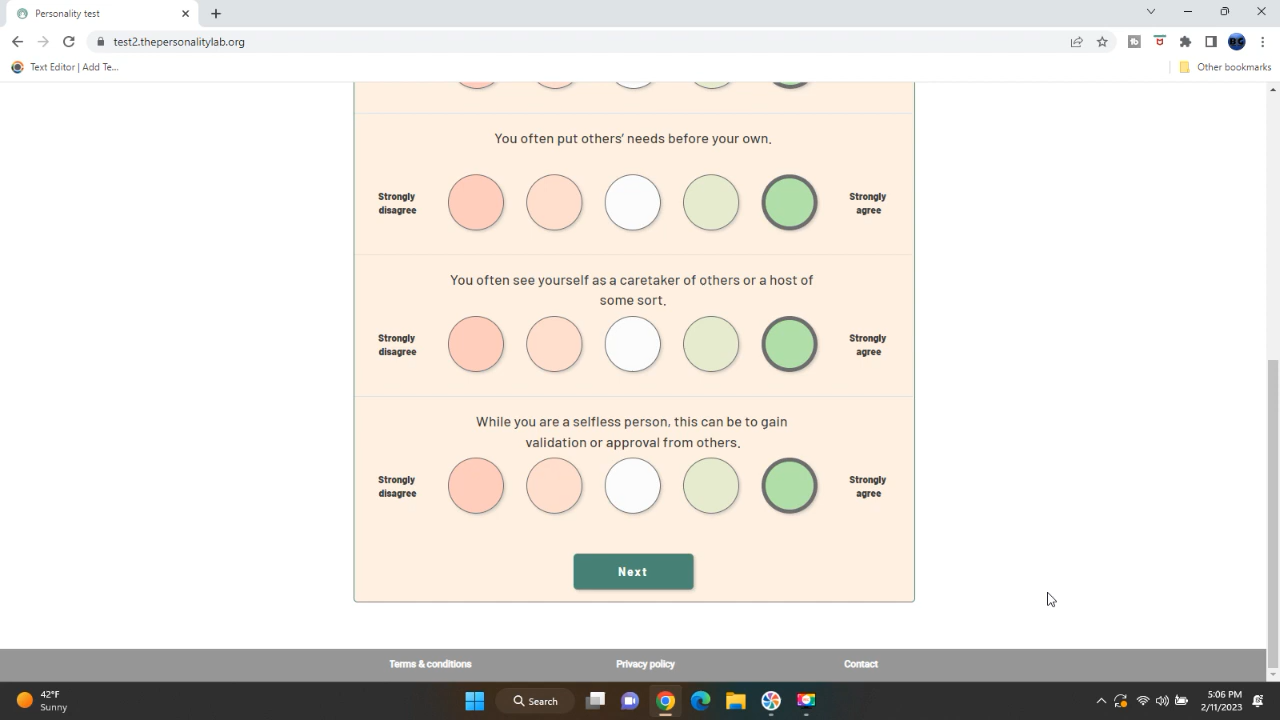 Personality test
test2.thepersonalitylab.org
Text Editor | Add Te...
Other bookmarks
You often put others' needs before your own.
Strongly
disagree
Strongly
agree
You often see yourself as a caretaker of others or a host of
some sort.
Strongly
disagree
Strongly
agree
While you are a selfless person, this can be to gain
validation or approval from others.
Strongly
disagree
Strongly
agree
Next
Terms & conditions
Privacy policy
Contact
42°F
Sunny
Search
5:06 PM
2/11/2023